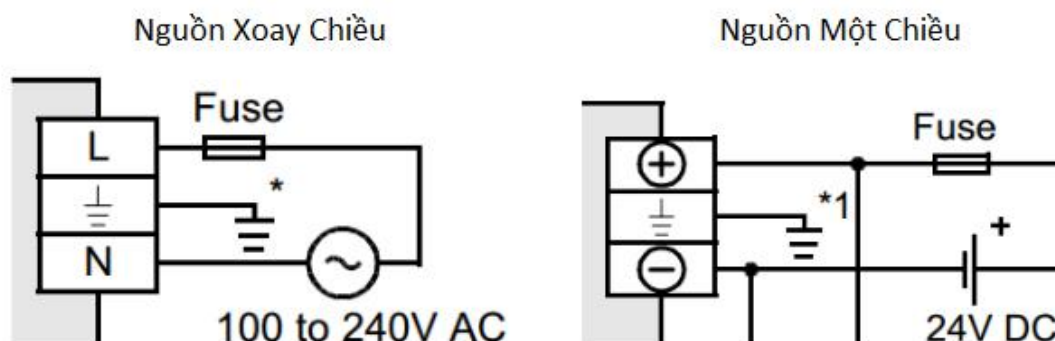 Nguồn Xoay Chiều
Nguồn Một Chiều
Fuse
L
*
N
100 to 240V AC
Fuse
+
*1
+
−
24V DC